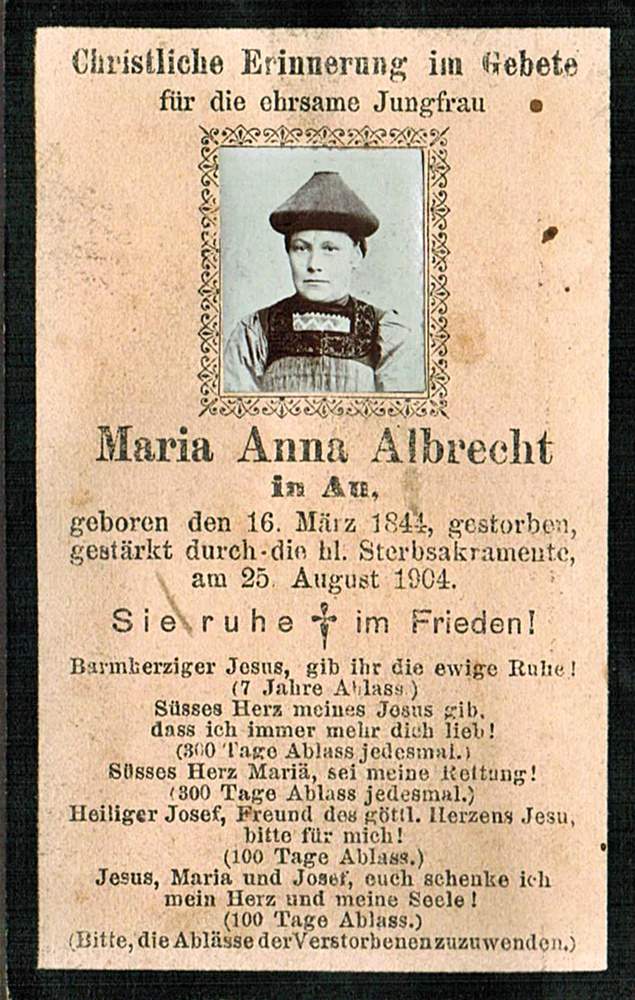 Christliche Erinnerung im Gebete
für die ehrsame Jungfrau
Maria Anna Albrecht
in Au,
geboren den 16. März 1844, gestorben,
gestärkt durch die hl. Sterbsakramente,
am 25. August 1904.
Sie ruhe † im Frieden!
Barmherziger Jesus, gib ihr die ewige Ruhe!
(7 Jahre Ablass)
Süsses Herz meines Jesus gib,
dass ich immer mehr dich lieb!
(300 Tage Ablass jedesmal.)
Süsses Herz Mariä, sei meine Rettung!
(300 Tage Ablass jedesmal.)
Heiliger Josef, Freund des göttl. Herzens Jesu,
bitte für mich!
(100 Tage Ablass.)
Jesus, Maria und Josef, euch schenke ich
mein Herz und meine Seele!
(100 Tage Ablass.)
(Bitte, die Ablässe der Verstorbenen zuzuwenden.)